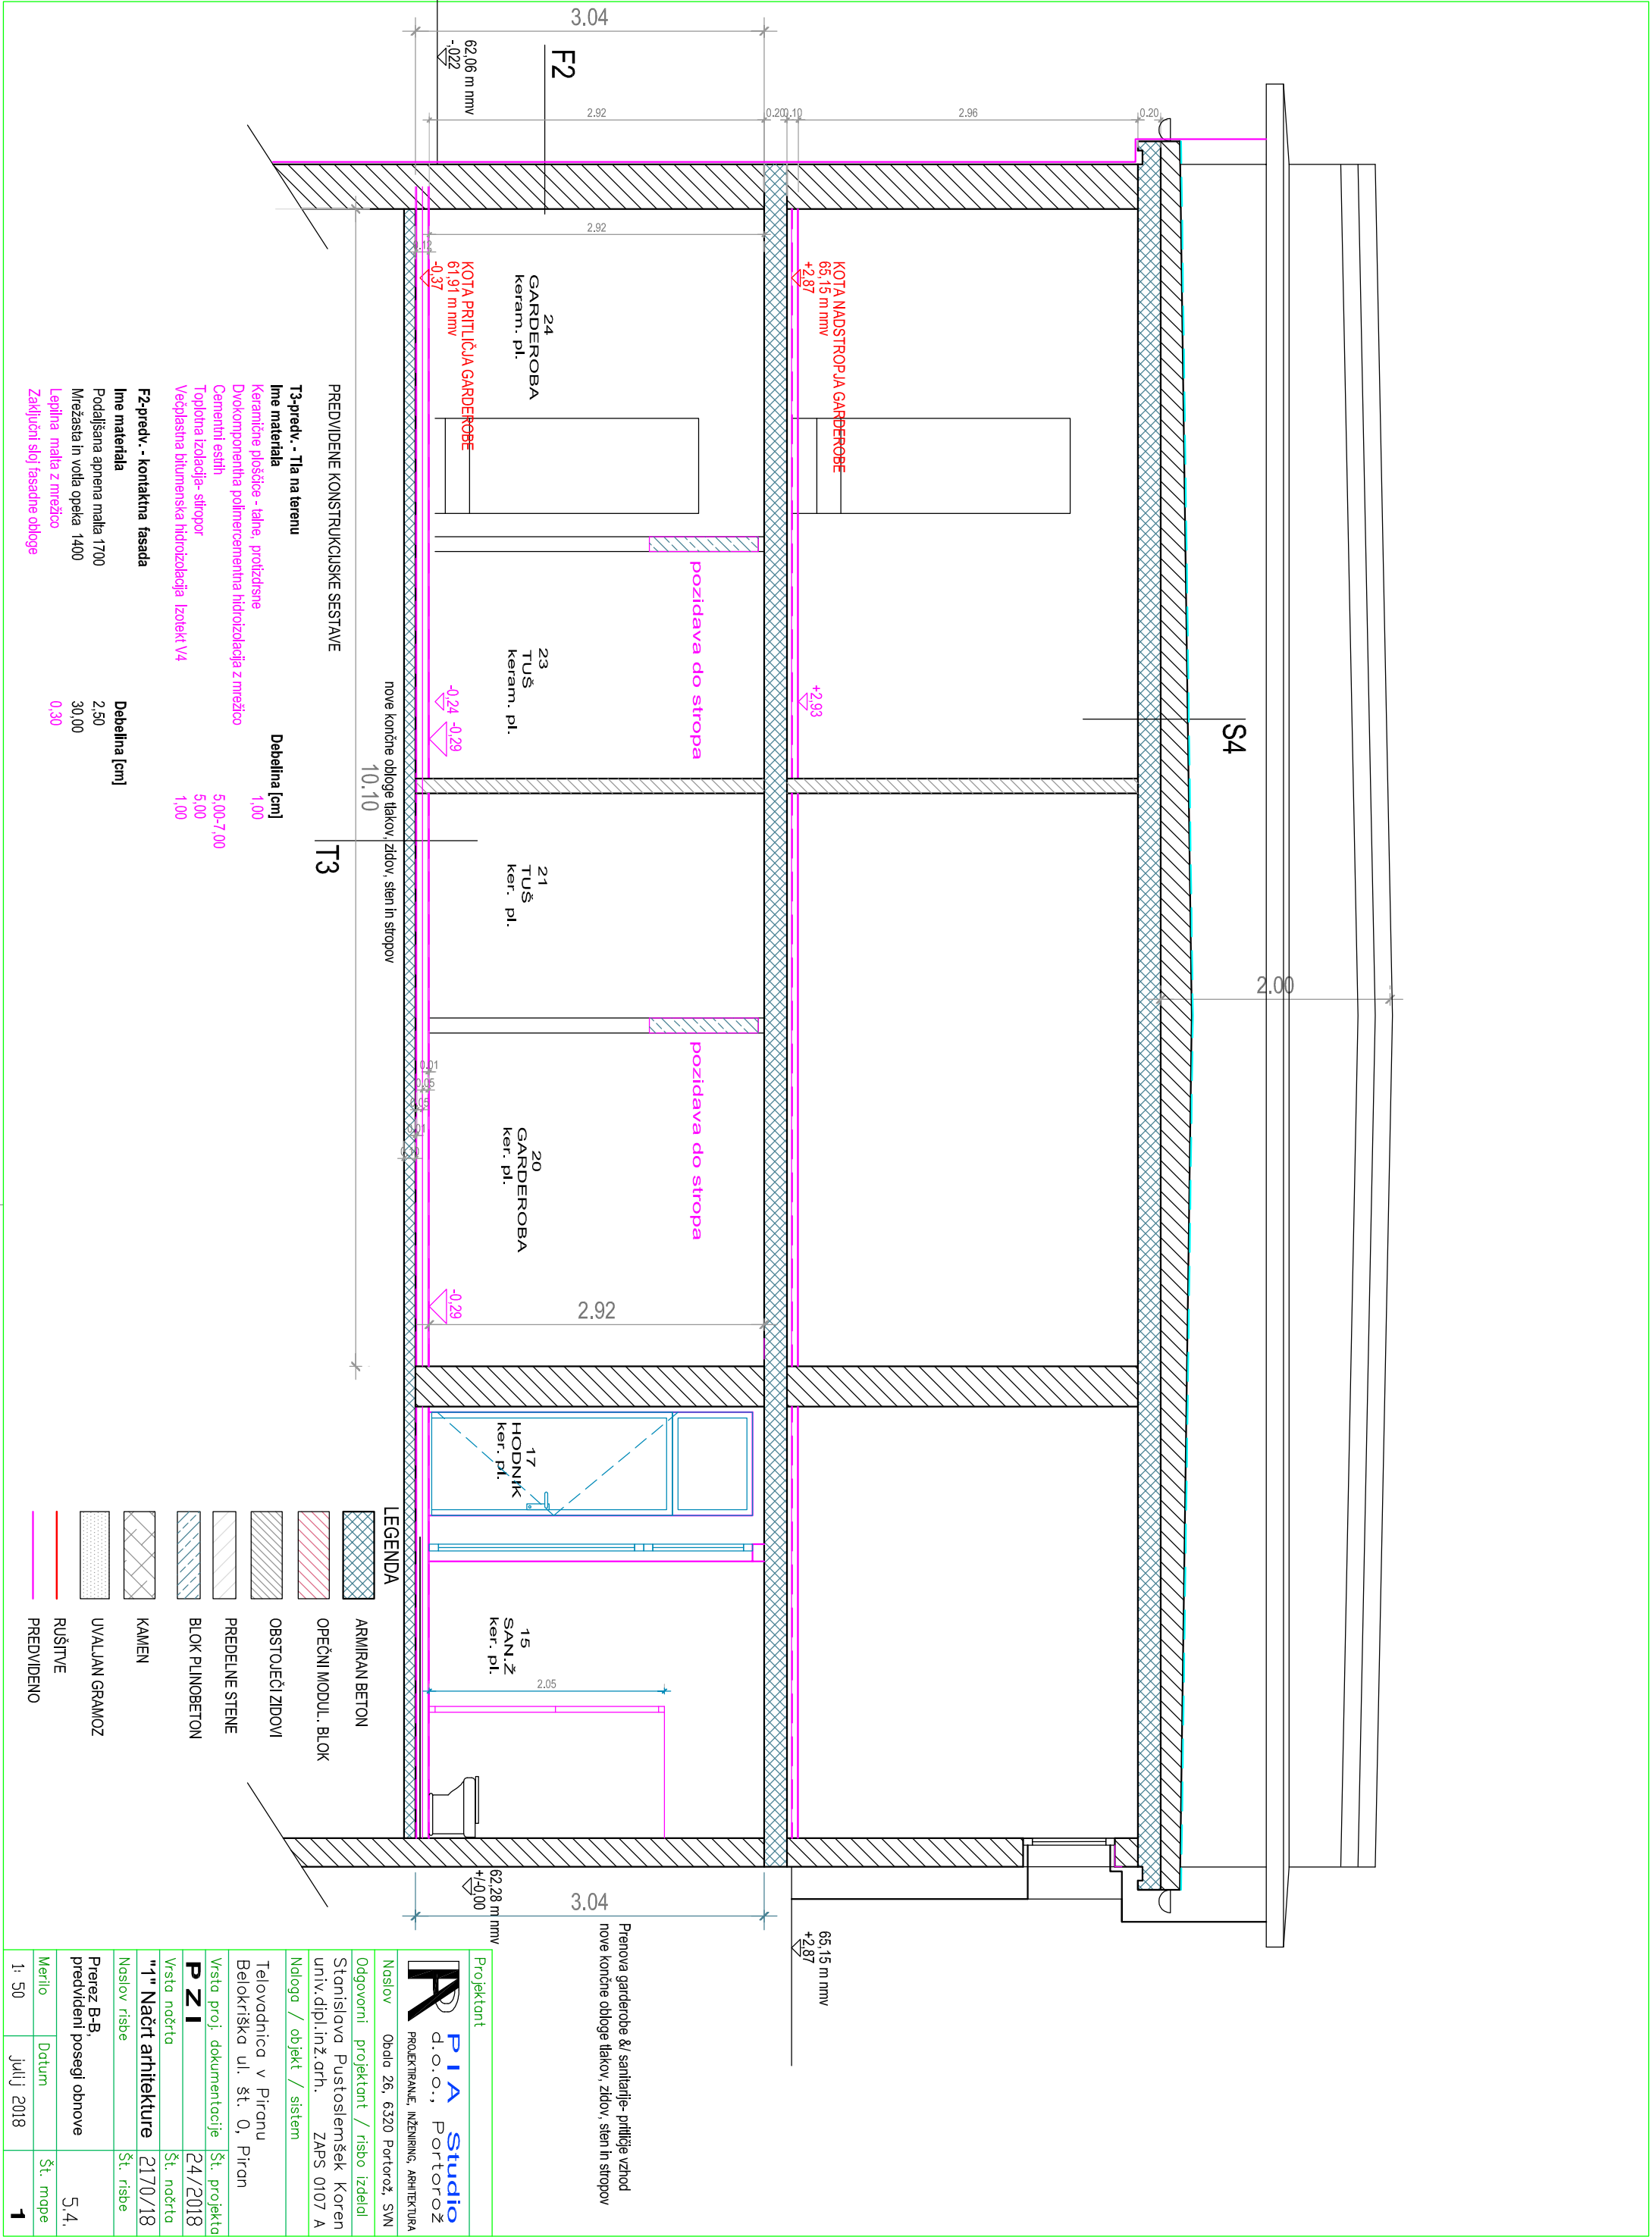 S4
2.00
0.20
2.96
0.10
0.20
2.92
3.04
F2
62,06 m nmv
-,022
KOTA NADSTROPJA GARDEROBE
65,15 m nmv
+2,87
+2,93
65,15 m nmv
+2,87
2.92
24
GARDEROBA
keram. pl.
pozidava do stropa
23
TUŠ
keram. pl.
21
TUŠ
ker. pl.
pozidava do stropa
20
GARDEROBA
ker. pl.
2.92
17
HODNIK
ker. pl.
15
SAN.Ž
ker. pl.
2.05
3.04
62,28 m nmv
+/-0,00
KOTA PRITLIČJA GARDEROBE
61,91 m nmv
-0,37
0.12
-0,24
-0,29
0.01
0.05
0.01
-0,29
nove končne obloge tlakov, zidov, sten in stropov
10.10
T3
PREDVIDENE KONSTRUKCIJSKE SESTAVE
T3-predv. - Tla na terenu
Ime materiala Debelina [cm]
Keramične ploščice - talne, protizdrsne 1,00
Dvokomponentna polimercementna hidroizolacija z mrežico
Cementni estrih 5,00-7,00
Toplotna izolacija- stiropor 5,00
Večplastna bitumenska hidroizolacija Izotekt V4 1,00
F2-predv. - kontaktna fasada
Ime materiala Debelina [cm]
Podaljšana apnena malta 1700 2,50
Mrežasta in votla opeka 1400 30,00
Lepilna malta z mrežico 0,30
Zaključni sloj fasadne obloge
LEGENDA
ARMIRAN BETON
OPEČNI MODUL. BLOK
OBSTOJEČI ZIDOVI
PREDELNE STENE
BLOK PLINOBETON
KAMEN
UVALJAN GRAMOZ
RUŠITVE
PREDVIDENO
Prenova garderobe &/ sanitarije- pritličje vzhod
nove končne obloge tlakov, zidov, sten in stropov
Projektant
PIA Studio
d.o.o., Portorož
PROJEKTIRANJE, INŽENIRING, ARHITEKTURA
Naslov Obala 26, 6320 Portorož, SVN
Odgovorni projektant / risbo izdelal
Stanislava Pustoslemšek Koren
univ.dipl.inž.arh. ZAPS 0107 A
Naloga / objekt / sistem
Telovadnica v Piranu
Belokriška ul. št. 0, Piran
Vrsta proj. dokumentacije Št. projekta
PZI 24/2018
Vrsta načrta Št. načrta
"1" Načrt arhitekture 2170/18
Naslov risbe Št. risbe
Prerez B-B,
predvideni posegi obnove 5.4.
Merilo Datum Št. mape
1: 50 julij 2018 1